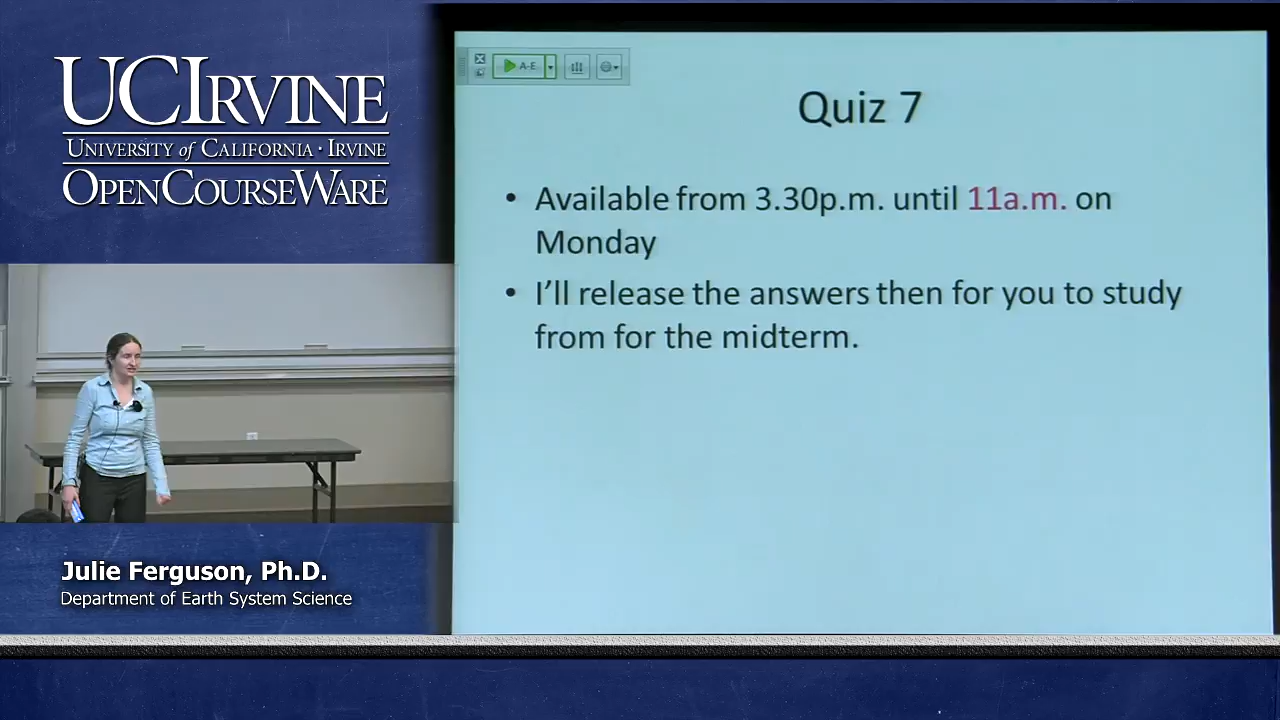 UCIRVINE
UNIVERSITY of CALIFORNIA · IRVINE
OPENCOURSEWARE
Julie Ferguson, Ph.D.
Department of Earth System Science
A-E
Quiz 7
• Available from 3.30p.m. until 11a.m. on
Monday
• I'll release the answers then for you to study
from for the midterm.